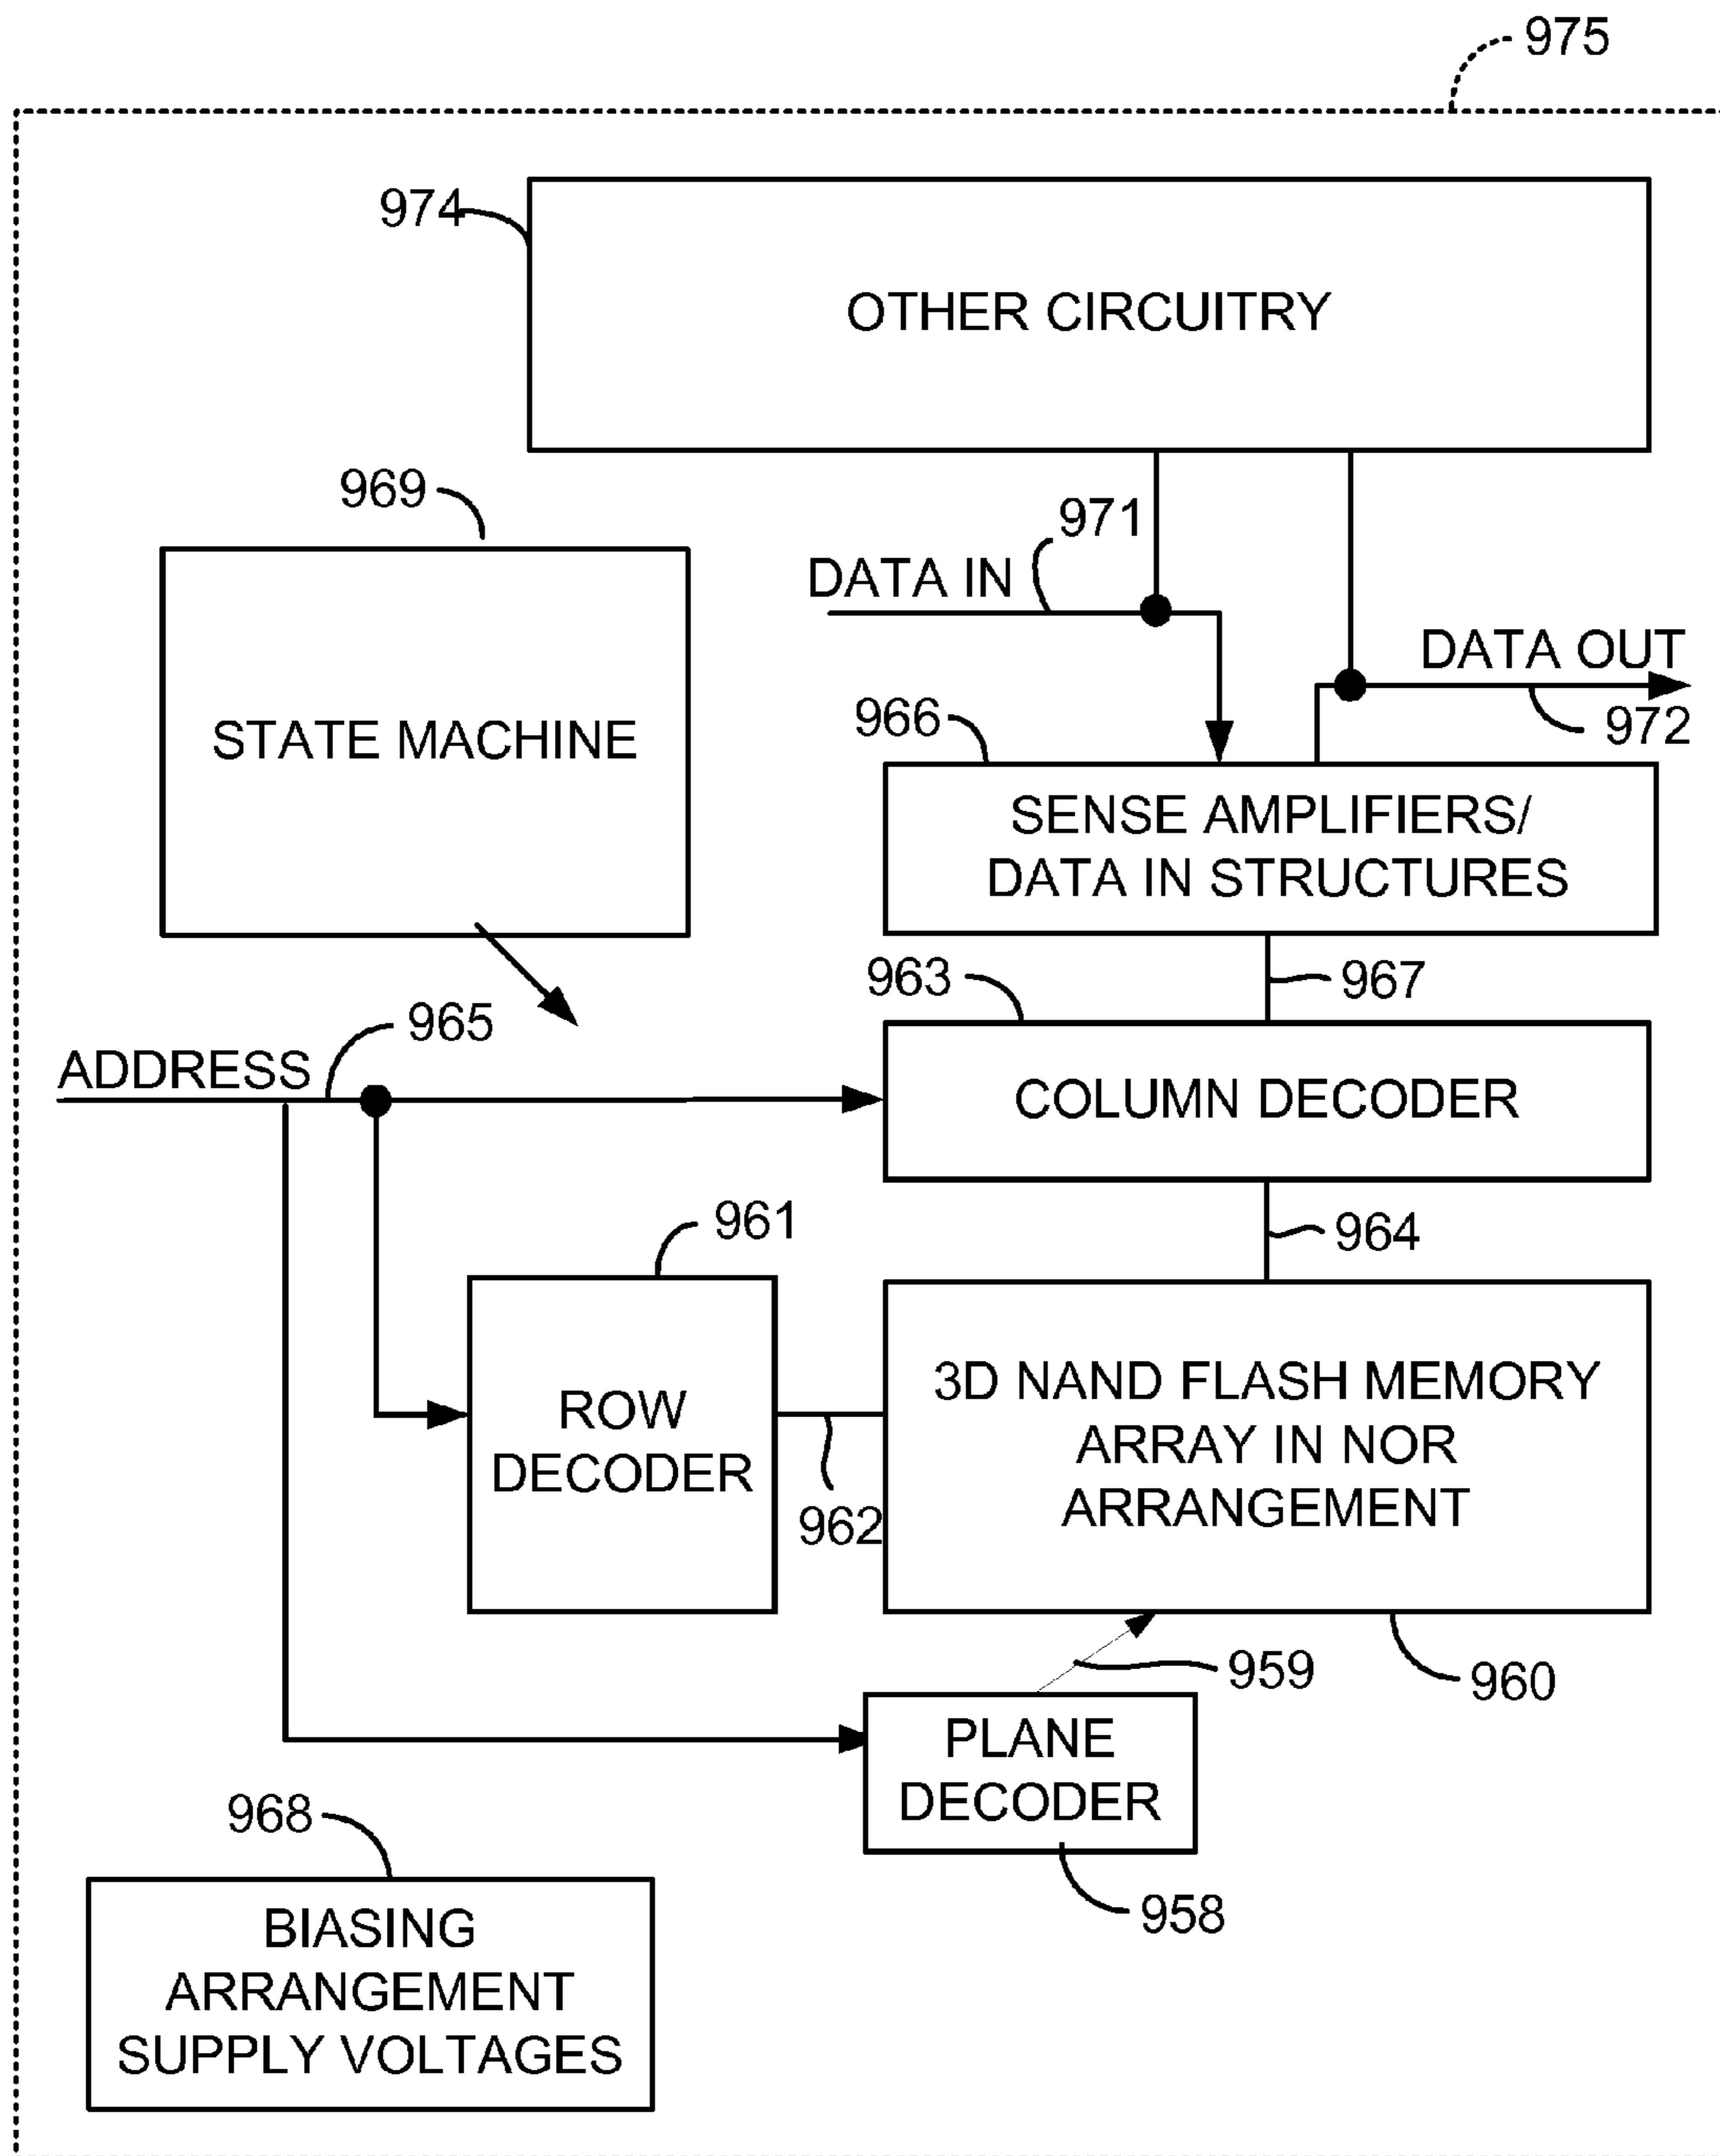 975
974
OTHER CIRCUITRY
969
971
DATA IN
DATA OUT
972
STATE MACHINE
966
SENSE AMPLIFIERS/
DATA IN STRUCTURES
967
963
965
ADDRESS
COLUMN DECODER
964
961
ROW
DECODER
962
3D NAND FLASH MEMORY
ARRAY IN NOR
ARRANGEMENT
959
960
PLANE
DECODER
958
968
BIASING
ARRANGEMENT
SUPPLY VOLTAGES